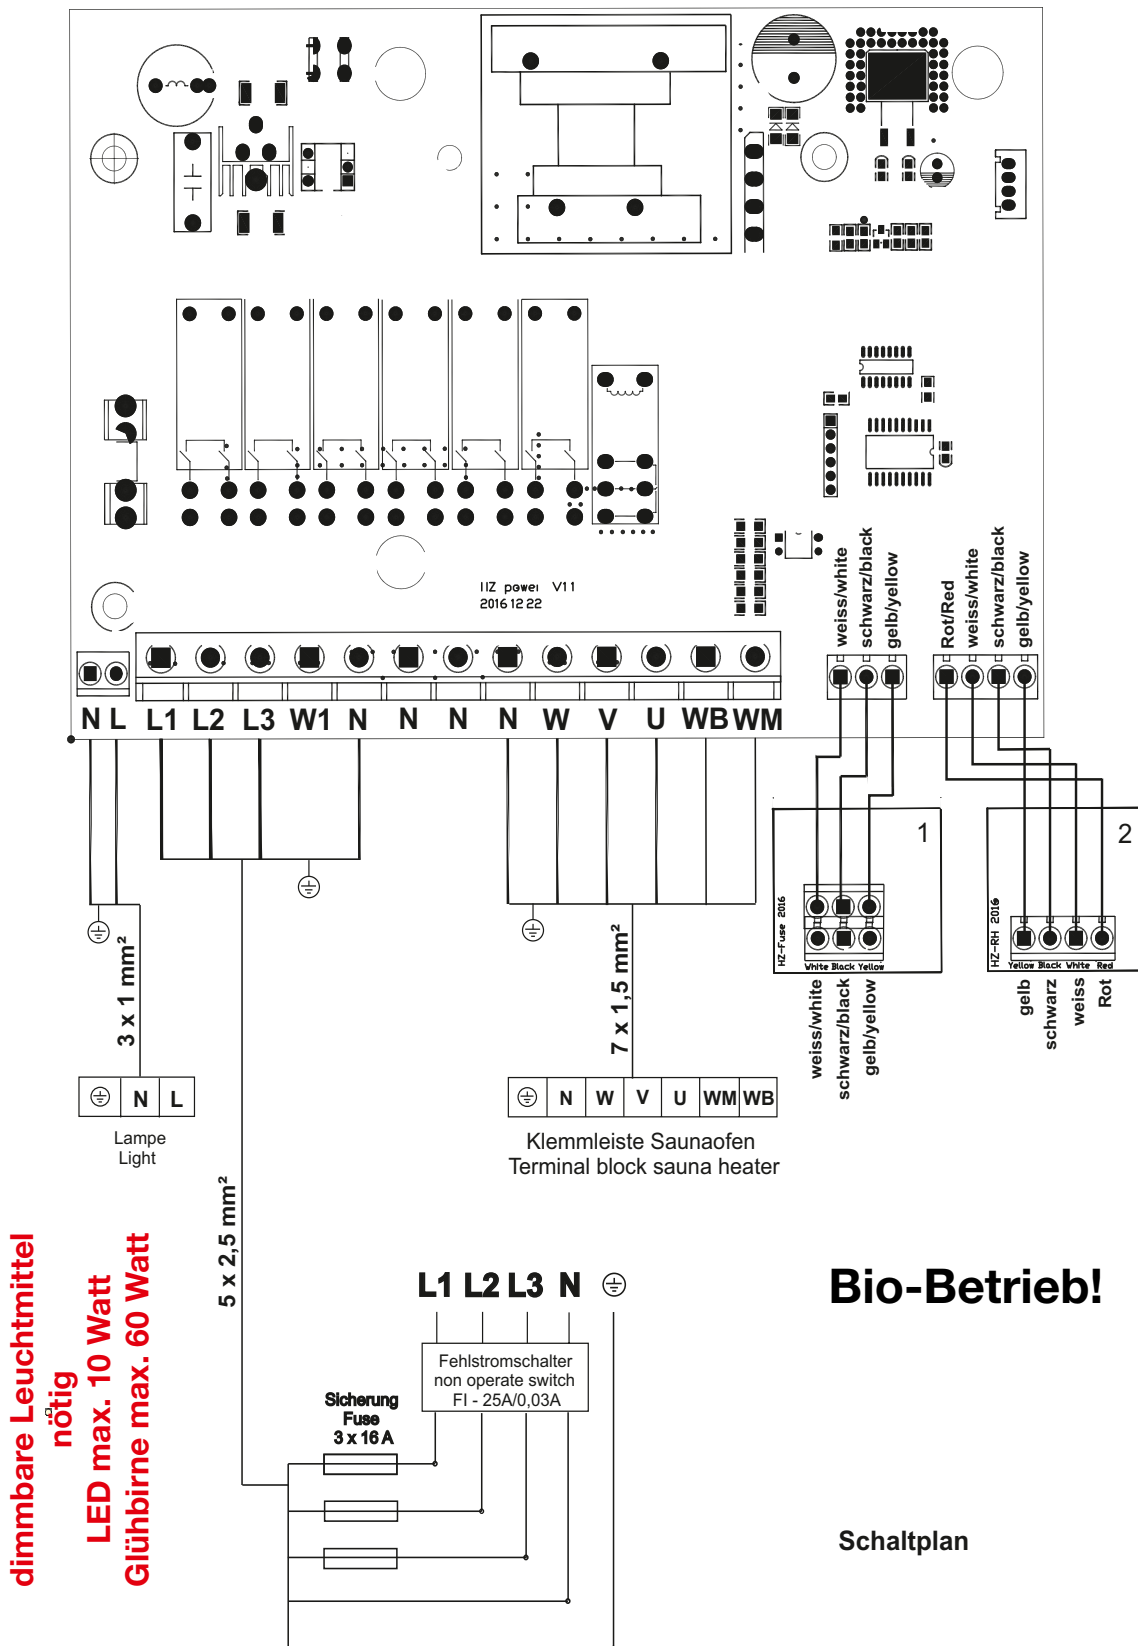 IIZ power V11
2016 12 22
weiss/white
schwarz/black
gelb/yellow
Rot/Red
weiss/white
schwarz/black
gelb/yellow
N L L1 L2 L3 W1 N N N N W V U WB WM
1
HZ-Fuse 2016
White Black Yellow
weiss/white
schwarz/black
gelb/yellow
2
HZ-RH 2016
Yellow Black White Red
gelb
schwarz
weiss
Rot
3 x 1 mm²
N L
Lampe
Light
7 x 1,5 mm²
N W V U WM WB
Klemmleiste Saunaofen
Terminal block sauna heater
5 x 2,5 mm²
L1 L2 L3 N
Fehlstromschalter
non operate switch
FI - 25A/0,03A
Sicherung
Fuse
3 x 16 A
Bio-Betrieb!
dimmbare Leuchtmittel
nötig
LED max. 10 Watt
Glühbirne max. 60 Watt
Schaltplan